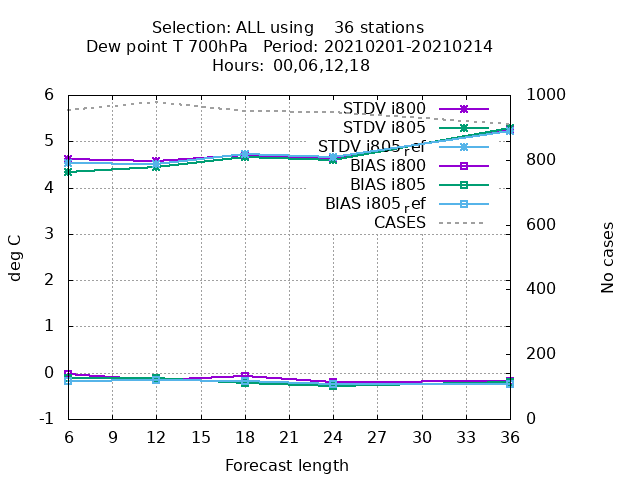 Selection: ALL using    36 stations
Dew point T 700hPa   Period: 20210201-20210214
Hours:  00,06,12,18
6 1000
STDV i800
STDV i805
5 STDV i805_ref
800
BIAS i800
4 BIAS i805
BIAS i805_ref
CASES
600
3
deg C
No cases
2
400
1
200
0
-1 0
6 9 12 15 18 21 24 27 30 33 36
Forecast length